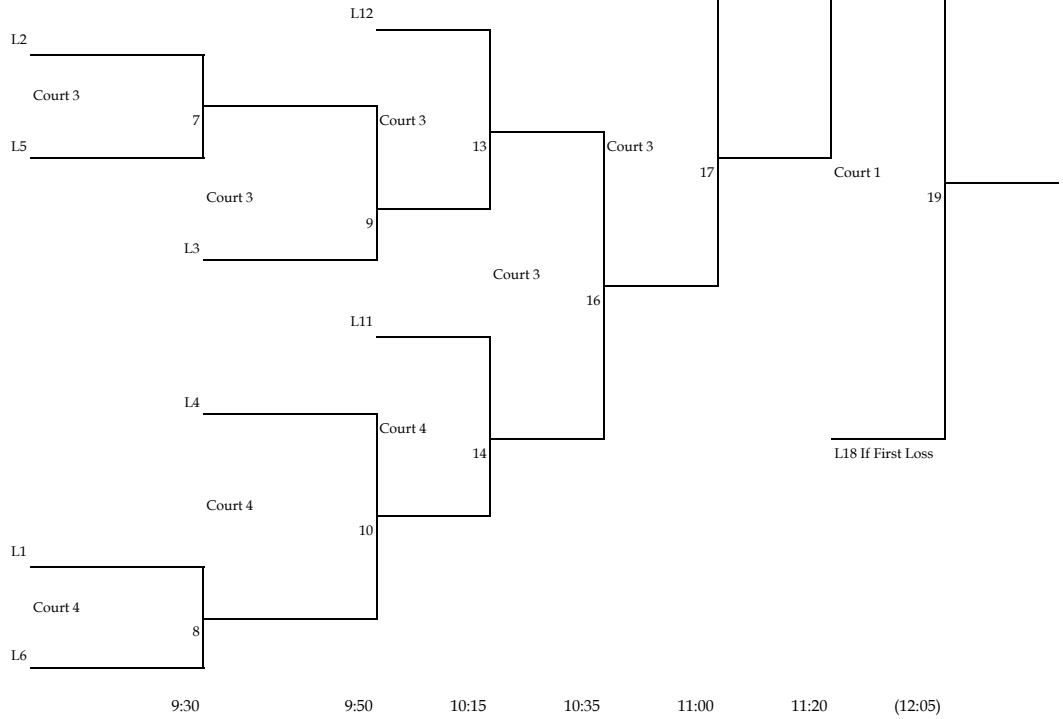 L12
L2
Court 3
7
L5
Court 3
13
Court 3
17
Court 1
19
Court 3
9
L3
Court 3
16
L11
L4
Court 4
14
L18 If First Loss
Court 4
10
L1
Court 4
8
L6
9:30 9:50 10:15 10:35 11:00 11:20 (12:05)